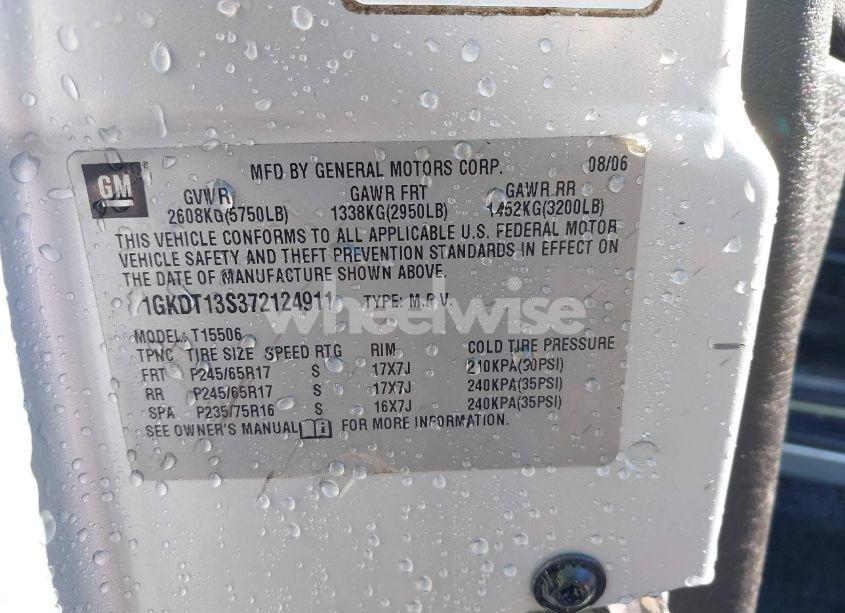 GM
MFD BY GENERAL MOTORS CORP. 08/06
GVWR GAWR FRT GAWR RR
2608KG(5750LB) 1338KG(2950LB) 1452KG(3200LB)
THIS VEHICLE CONFORMS TO ALL APPLICABLE U.S. FEDERAL MOTOR
VEHICLE SAFETY AND THEFT PREVENTION STANDARDS IN EFFECT ON
THE DATE OF MANUFACTURE SHOWN ABOVE.
1GKDT13S372124911 TYPE: M.P.V.
wheelwise
MODEL: T15506
TPNC TIRE SIZE SPEED RTG RIM COLD TIRE PRESSURE
FRT P245/65R17 S 17X7J 210KPA(30PSI)
RR P245/65R17 S 17X7J 240KPA(35PSI)
SPA P235/75R16 S 16X7J 240KPA(35PSI)
SEE OWNER'S MANUAL FOR MORE INFORMATION.